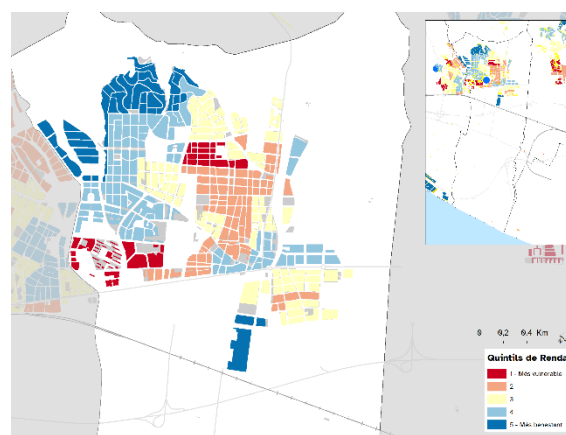 0 0,2 0,4 Km
Quintils de Renda
1 - Més vulnerable
2
3
4
5 - Més benestant